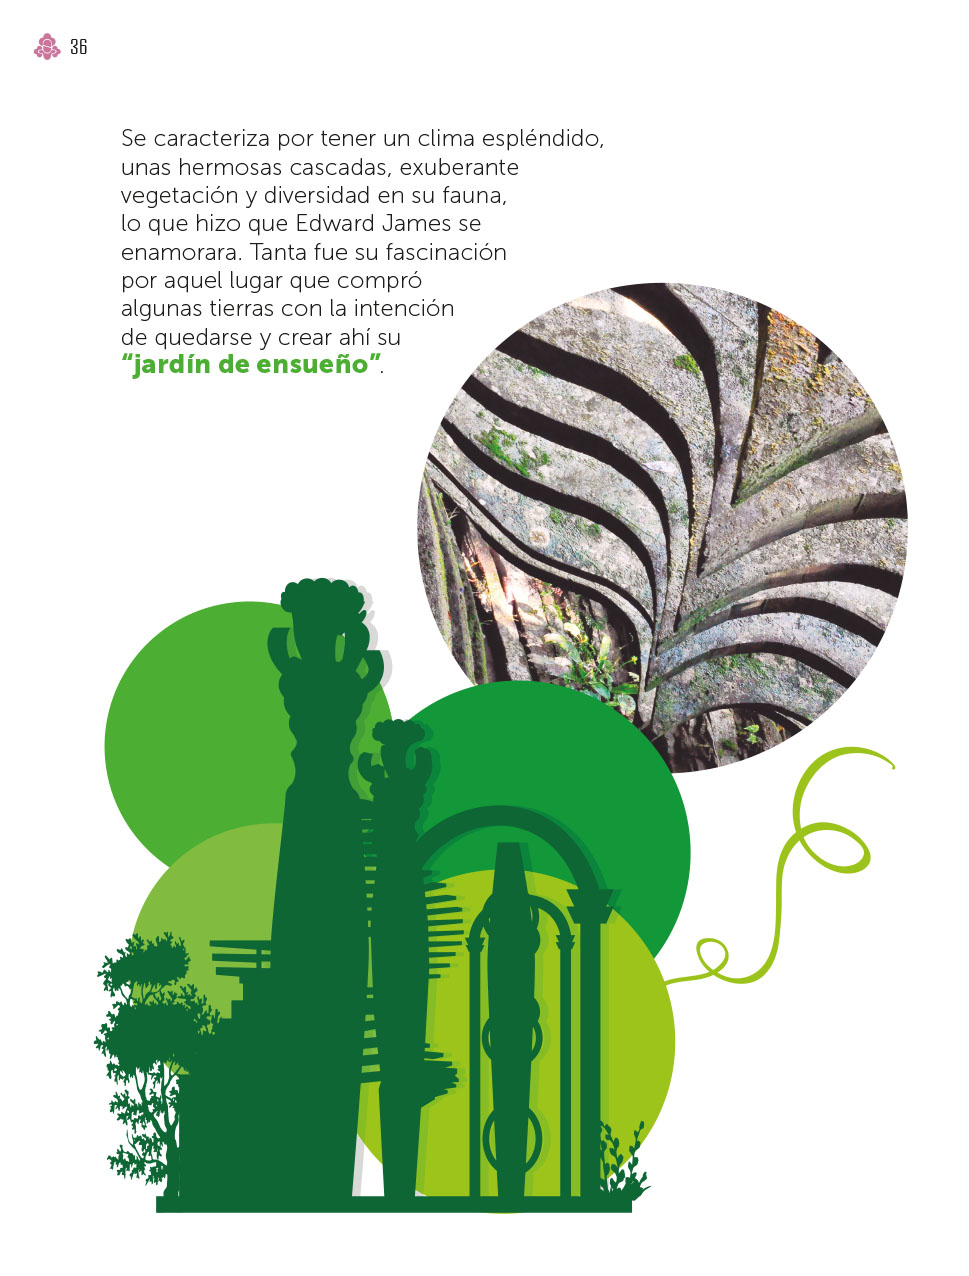 36
Se caracteriza por tener un clima espléndido,
unas hermosas cascadas, exuberante
vegetación y diversidad en su fauna,
lo que hizo que Edward James se
enamorara. Tanta fue su fascinación
por aquel lugar que compró
algunas tierras con la intención
de quedarse y crear ahí su
“jardín de ensueño”.